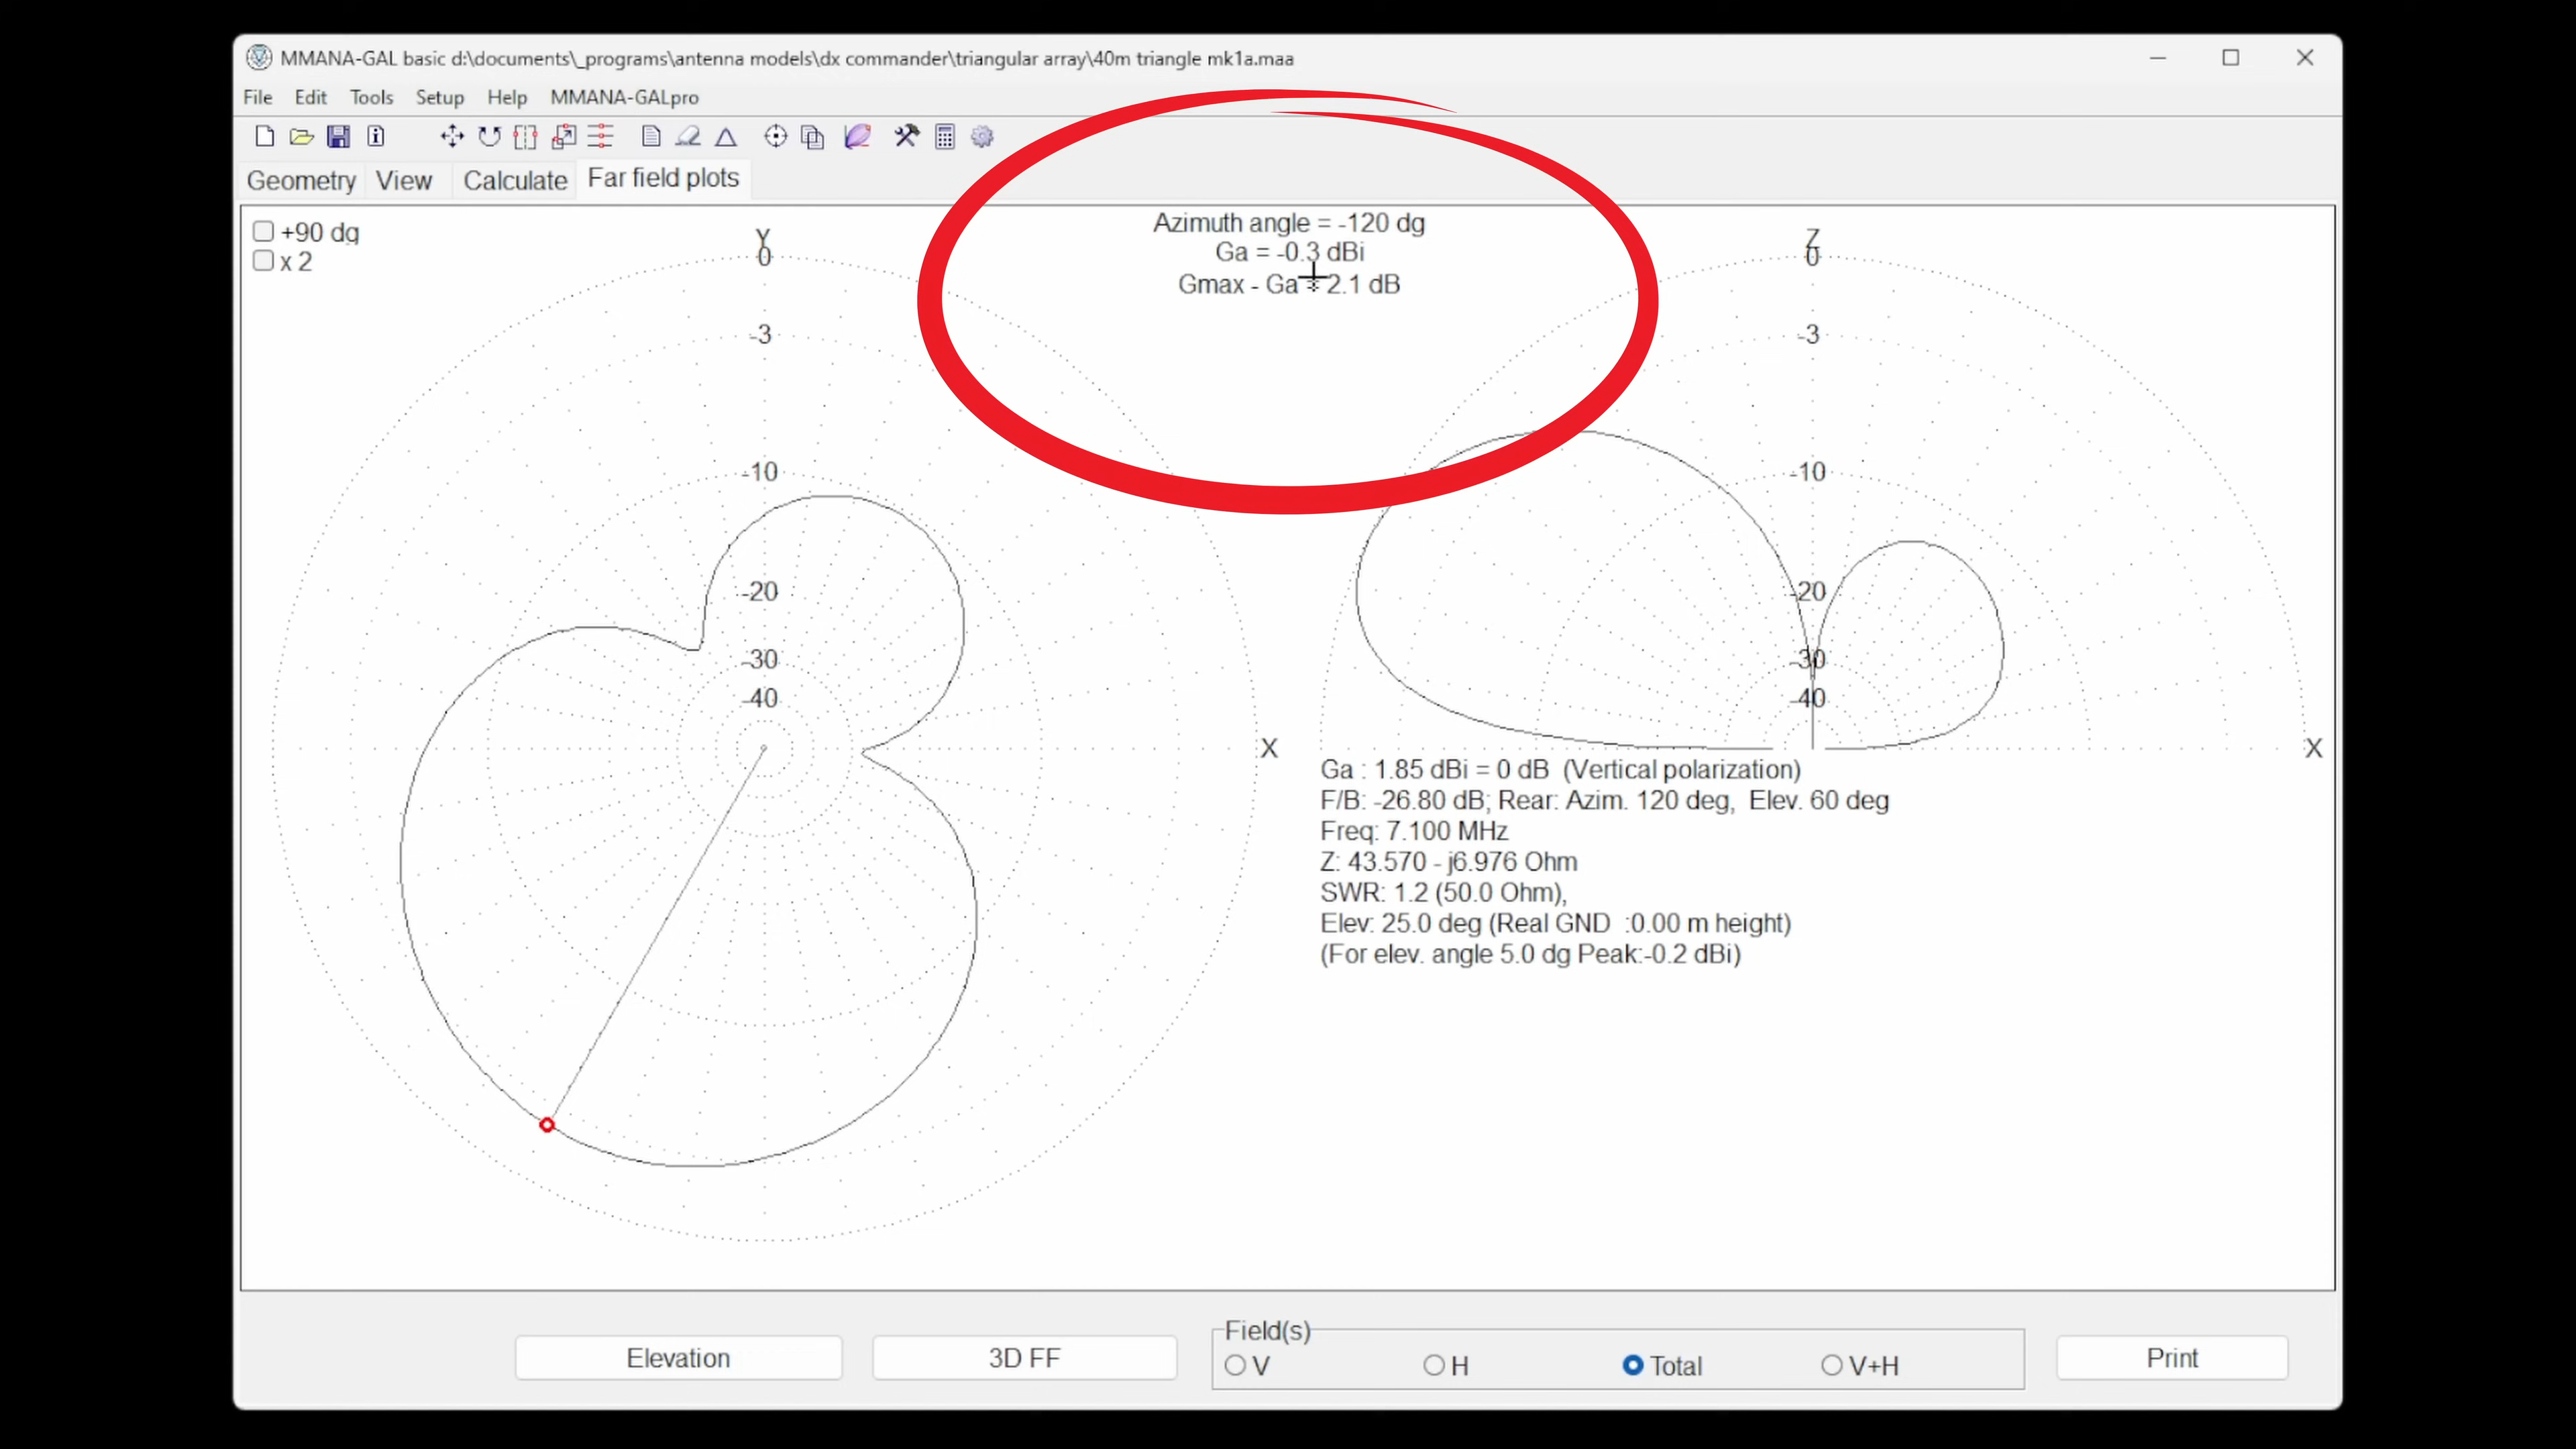 MMANA-GAL basic d:\documents\_programs\antenna models\dx commander\triangular array\40m triangle mk1a.maa
File Edit Tools Setup Help MMANA-GALpro
Geometry View Calculate Far field plots
+90 dg
x 2
Azimuth angle = -120 dg
Ga = -0.3 dBi
Gmax - Ga = 2.1 dB
Y
0
-3
-10
-20
-30
-40
X
Z
0
-3
-10
-20
-30
-40
X
Ga : 1.85 dBi = 0 dB (Vertical polarization)
F/B: -26.80 dB; Rear: Azim. 120 deg, Elev. 60 deg
Freq: 7.100 MHz
Z: 43.570 - j6.976 Ohm
SWR: 1.2 (50.0 Ohm),
Elev: 25.0 deg (Real GND :0.00 m height)
(For elev. angle 5.0 dg Peak:-0.2 dBi)
Elevation
3D FF
Field(s)
V H Total V+H
Print